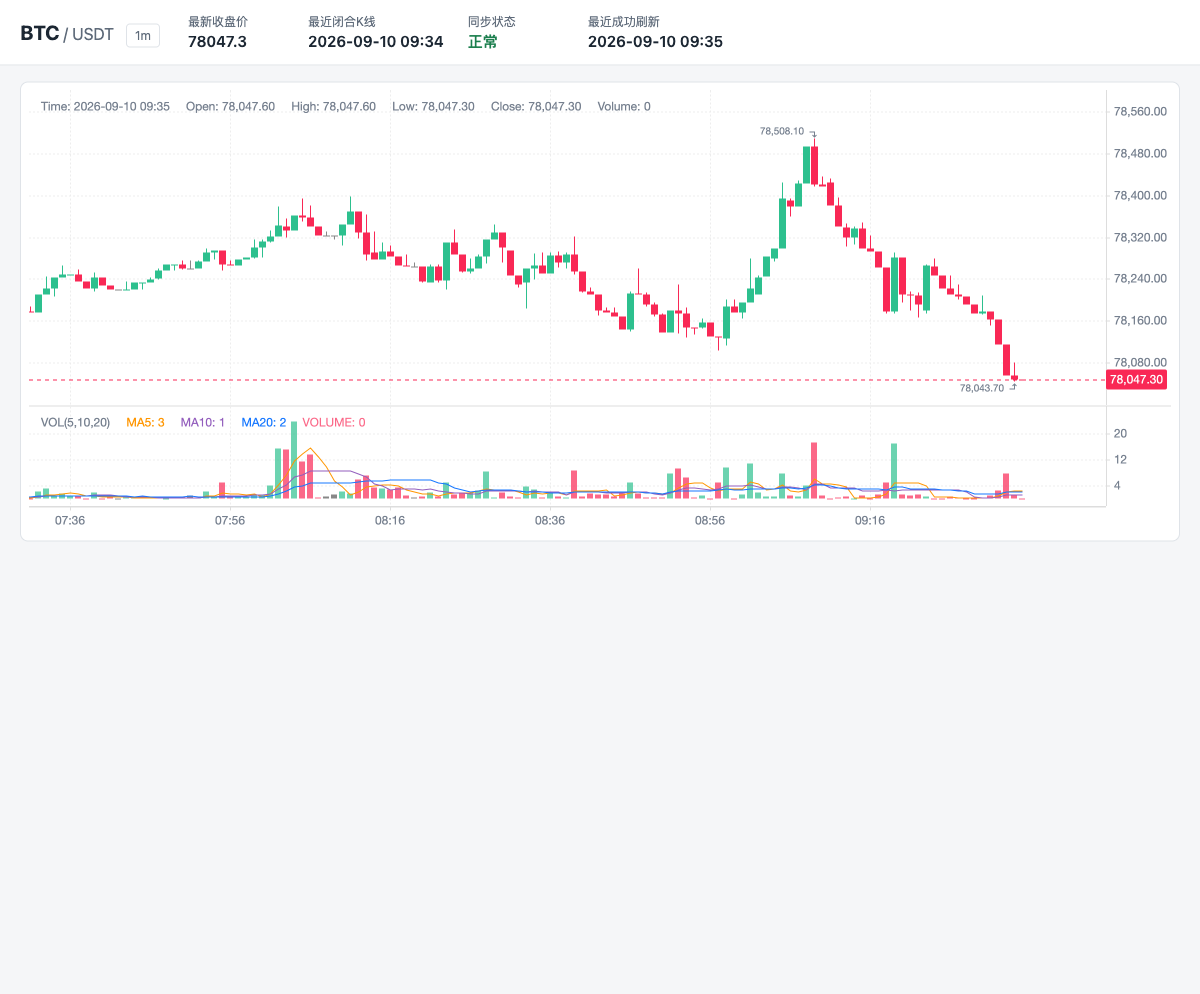 BTC / USDT 1m
最新收盘价 最近闭合K线 同步状态 最近成功刷新
78047.3 2026-09-10 09:34 正常 2026-09-10 09:35
Time: 2026-09-10 09:35 Open: 78,047.60 High: 78,047.60 Low: 78,047.30 Close: 78,047.30 Volume: 0
78,560.00
78,508.10
78,480.00
78,400.00
78,320.00
78,240.00
78,160.00
78,080.00
78,047.30
78,043.70
VOL(5,10,20) MA5: 3 MA10: 1 MA20: 2 VOLUME: 0
20
12
4
07:36 07:56 08:16 08:36 08:56 09:16